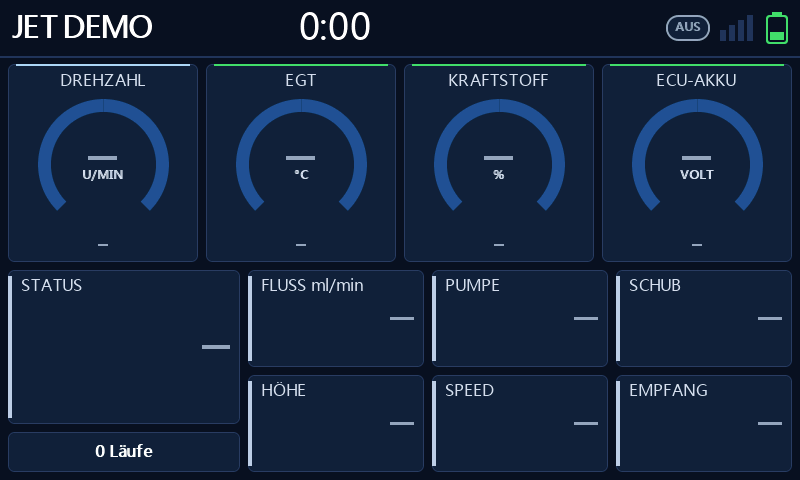 JET DEMO 0:00 AUS
DREHZAHL EGT KRAFTSTOFF ECU-AKKU
— — — —
U/MIN °C % VOLT
– – – –
STATUS FLUSS ml/min PUMPE SCHUB
— — — —
HÖHE SPEED EMPFANG
— — —
0 Läufe